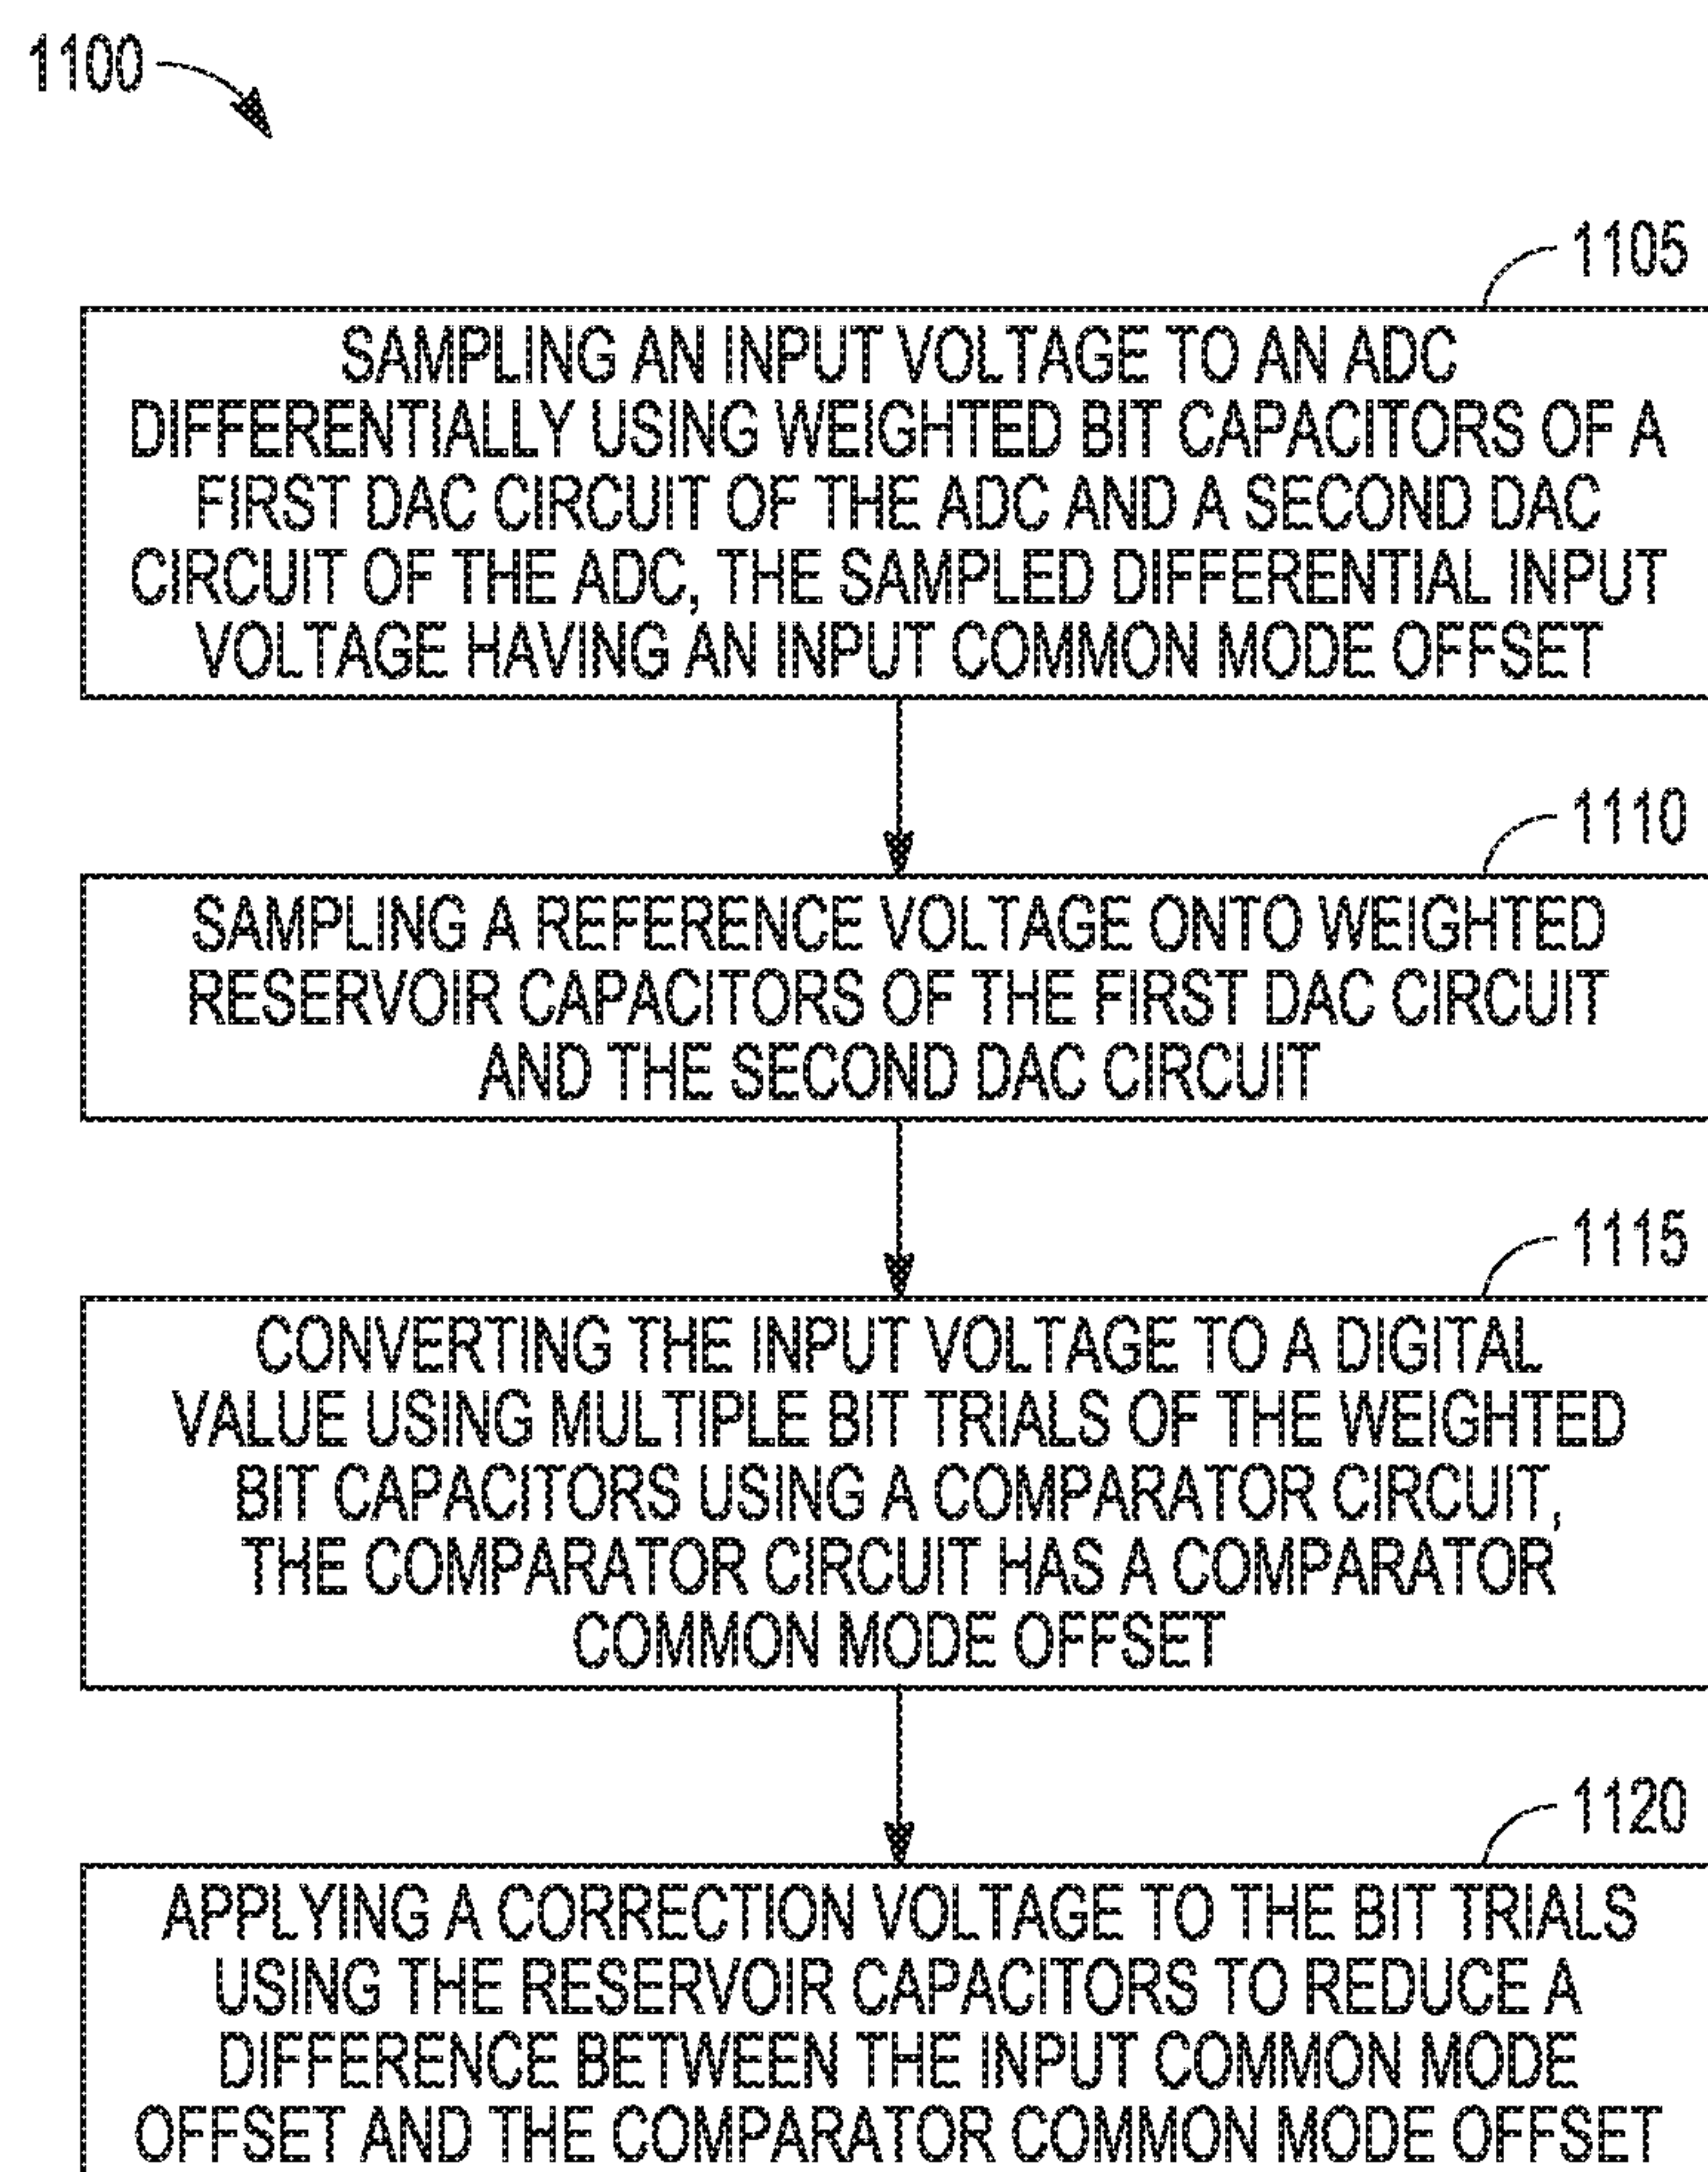 1100
1105
SAMPLING AN INPUT VOLTAGE TO AN ADC
DIFFERENTIALLY USING WEIGHTED BIT CAPACITORS OF A
FIRST DAC CIRCUIT OF THE ADC AND A SECOND DAC
CIRCUIT OF THE ADC, THE SAMPLED DIFFERENTIAL INPUT
VOLTAGE HAVING AN INPUT COMMON MODE OFFSET
1110
SAMPLING A REFERENCE VOLTAGE ONTO WEIGHTED
RESERVOIR CAPACITORS OF THE FIRST DAC CIRCUIT
AND THE SECOND DAC CIRCUIT
1115
CONVERTING THE INPUT VOLTAGE TO A DIGITAL
VALUE USING MULTIPLE BIT TRIALS OF THE WEIGHTED
BIT CAPACITORS USING A COMPARATOR CIRCUIT,
THE COMPARATOR CIRCUIT HAS A COMPARATOR
COMMON MODE OFFSET
1120
APPLYING A CORRECTION VOLTAGE TO THE BIT TRIALS
USING THE RESERVOIR CAPACITORS TO REDUCE A
DIFFERENCE BETWEEN THE INPUT COMMON MODE
OFFSET AND THE COMPARATOR COMMON MODE OFFSET